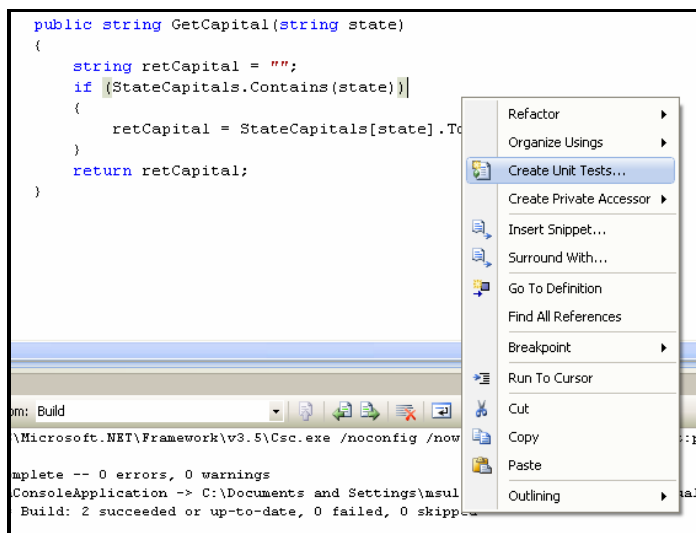 public string GetCapital(string state)
{
string retCapital = "";
if (StateCapitals.Contains(state))
{
retCapital = StateCapitals[state].To
}
return retCapital;
}
Refactor
Organize Usings
Create Unit Tests...
Create Private Accessor
Insert Snippet...
Surround With...
Go To Definition
Find All References
Breakpoint
Run To Cursor
Cut
Copy
Paste
Outlining
om: Build
\Microsoft.NET\Framework\v3.5\Csc.exe /noconfig /now
mplete -- 0 errors, 0 warnings
ConsoleApplication -> C:\Documents and Settings\msul
Build: 2 succeeded or up-to-date, 0 failed, 0 skipped